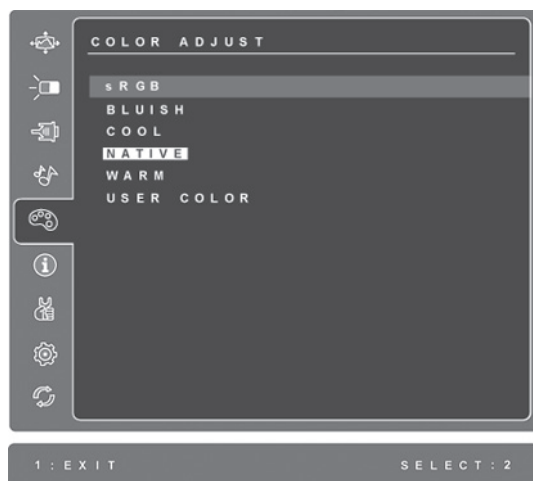 COLOR ADJUST
sRGB
BLUISH
COOL
NATIVE
WARM
USER COLOR
1:EXIT SELECT:2